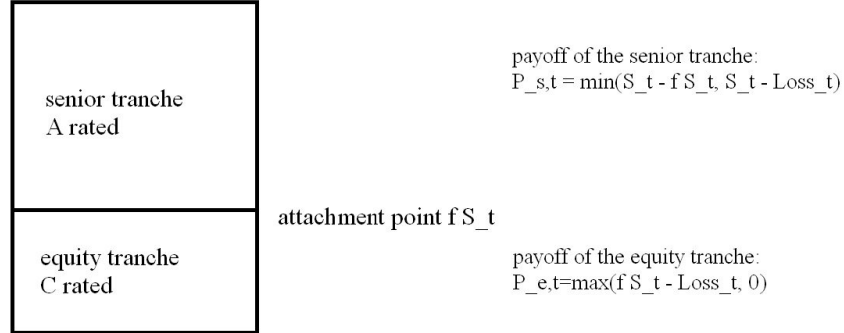 payoff of the senior tranche:
P_s,t = min(S_t - f S_t, S_t - Loss_t)
senior tranche
A rated
attachment point f S_t
equity tranche
C rated
payoff of the equity tranche:
P_e,t=max(f S_t - Loss_t, 0)